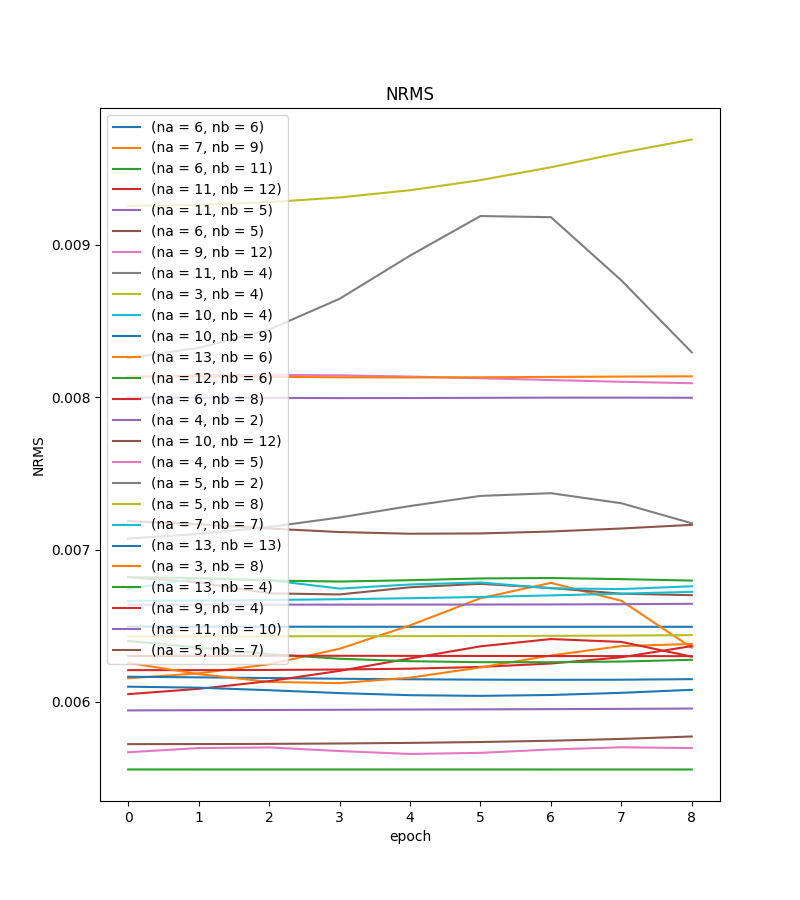 NRMS
(na = 6, nb = 6)
(na = 7, nb = 9)
(na = 6, nb = 11)
(na = 11, nb = 12)
(na = 11, nb = 5)
(na = 6, nb = 5)
(na = 9, nb = 12)
(na = 11, nb = 4)
(na = 3, nb = 4)
(na = 10, nb = 4)
(na = 10, nb = 9)
(na = 13, nb = 6)
(na = 12, nb = 6)
(na = 6, nb = 8)
(na = 4, nb = 2)
(na = 10, nb = 12)
(na = 4, nb = 5)
(na = 5, nb = 2)
(na = 5, nb = 8)
(na = 7, nb = 7)
(na = 13, nb = 13)
(na = 3, nb = 8)
(na = 13, nb = 4)
(na = 9, nb = 4)
(na = 11, nb = 10)
(na = 5, nb = 7)
0.009
0.008
0.007
0.006
NRMS
0 1 2 3 4 5 6 7 8
epoch